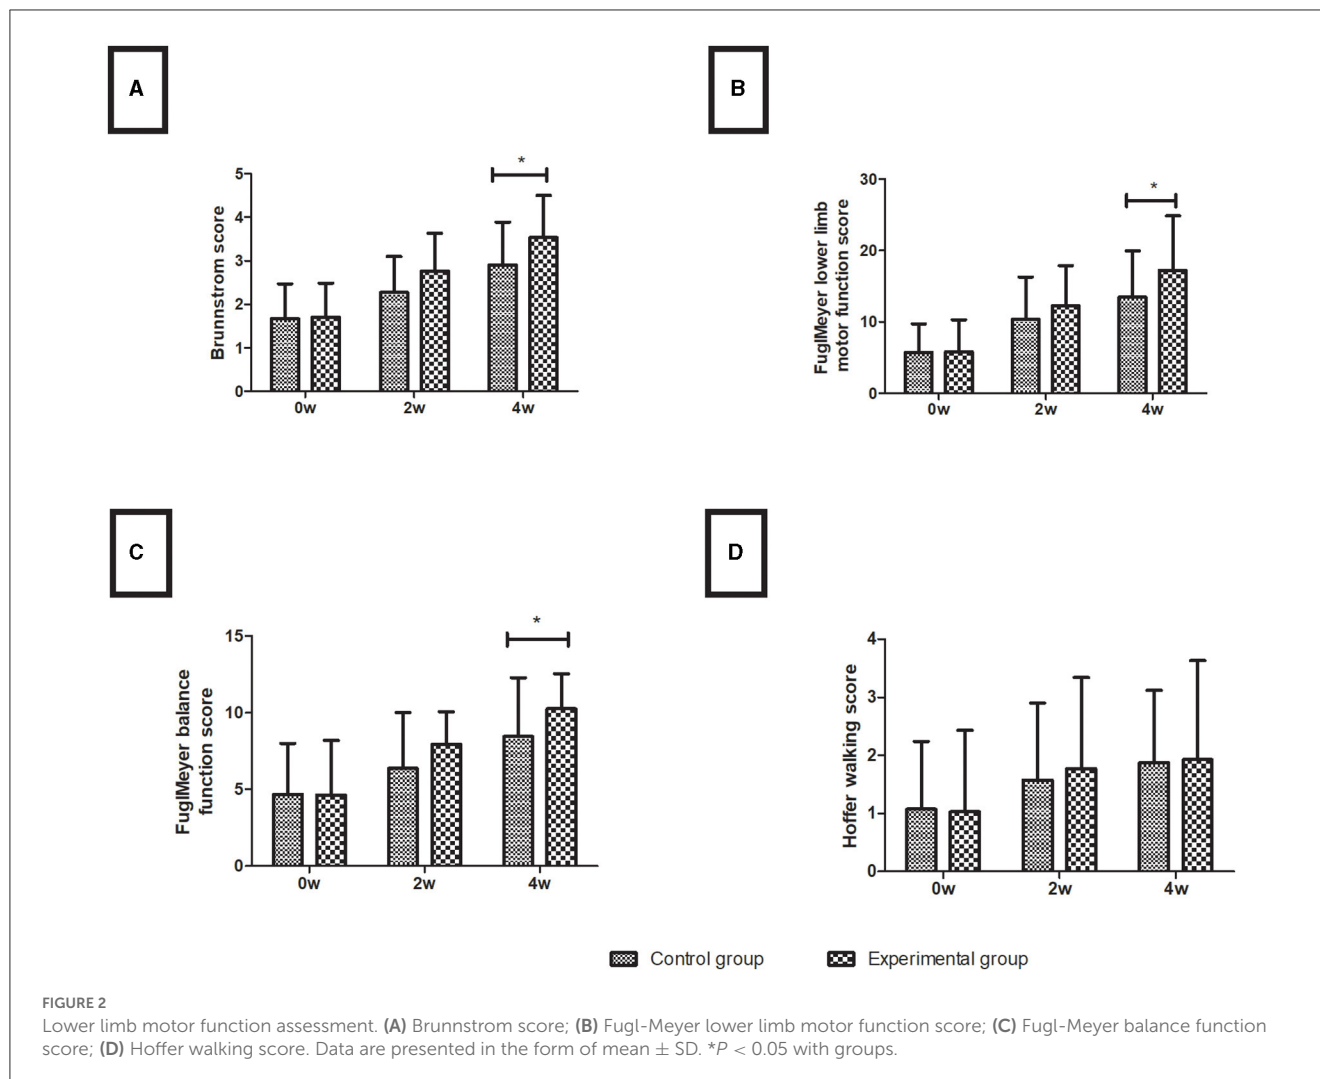 A
B
*
5
4
3
2
1
0
Brunnstrom score
0w 2w 4w
*
30
20
10
0
FuglMeyer lower limb
motor function score
0w 2w 4w
C
D
*
15
10
5
0
FuglMeyer balance
function score
0w 2w 4w
4
3
2
1
0
Hoffer walking score
0w 2w 4w
Control group Experimental group
FIGURE 2
Lower limb motor function assessment. (A) Brunnstrom score; (B) Fugl-Meyer lower limb motor function score; (C) Fugl-Meyer balance function
score; (D) Hoffer walking score. Data are presented in the form of mean ± SD. *P < 0.05 with groups.